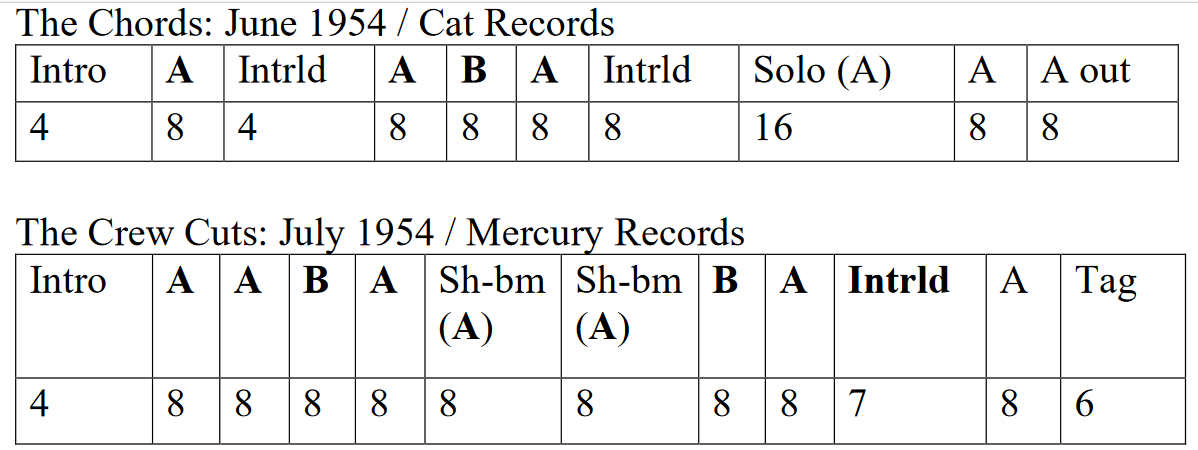 The Chords: June 1954 / Cat Records
Intro A Intrld A B A Intrld Solo (A) A A out
4 8 4 8 8 8 8 16 8 8
The Crew Cuts: July 1954 / Mercury Records
Intro A A B A Sh-bm Sh-bm B A Intrld A Tag
(A) (A)
4 8 8 8 8 8 8 8 8 7 8 6